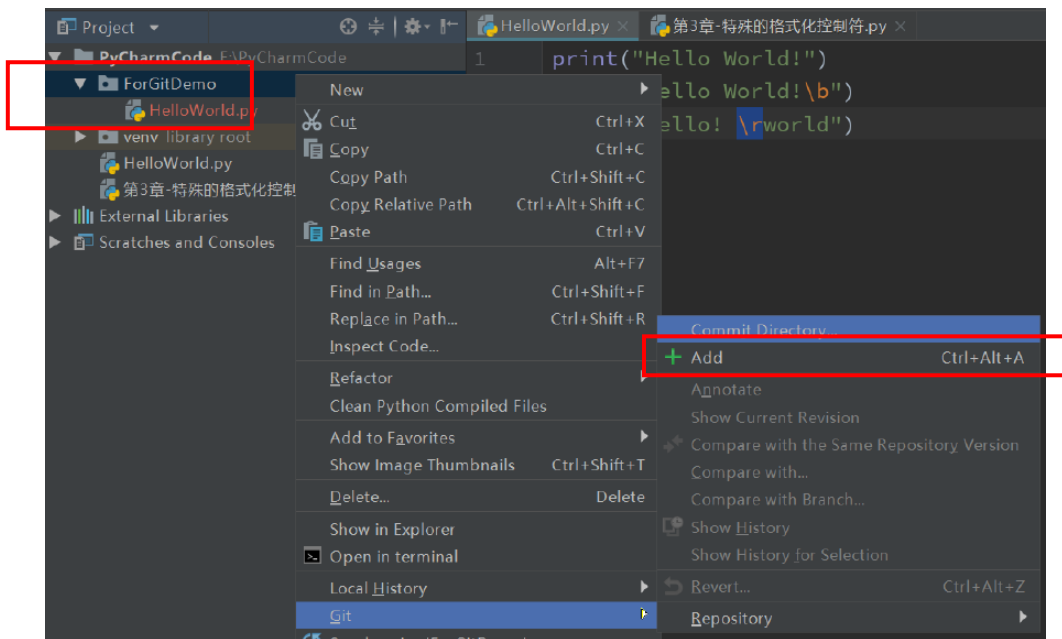 Project
HelloWorld.py
第3章-特殊的格式化控制符.py
PyCharmCode E:\PyCharmCode
ForGitDemo
HelloWorld.py
venv library root
HelloWorld.py
第3章-特殊的格式化控制
External Libraries
Scratches and Consoles
1 print("Hello World!")
ello World!\b")
ello! \rworld")
New
Cut Ctrl+X
Copy Ctrl+C
Copy Path Ctrl+Shift+C
Copy Relative Path Ctrl+Alt+Shift+C
Paste Ctrl+V
Find Usages Alt+F7
Find in Path... Ctrl+Shift+F
Replace in Path... Ctrl+Shift+R
Inspect Code...
Refactor
Clean Python Compiled Files
Add to Favorites
Show Image Thumbnails Ctrl+Shift+T
Delete... Delete
Show in Explorer
Open in terminal
Local History
Git
Commit Directory...
Add Ctrl+Alt+A
Annotate
Show Current Revision
Compare with the Same Repository Version
Compare with...
Compare with Branch...
Show History
Show History for Selection
Revert... Ctrl+Alt+Z
Repository